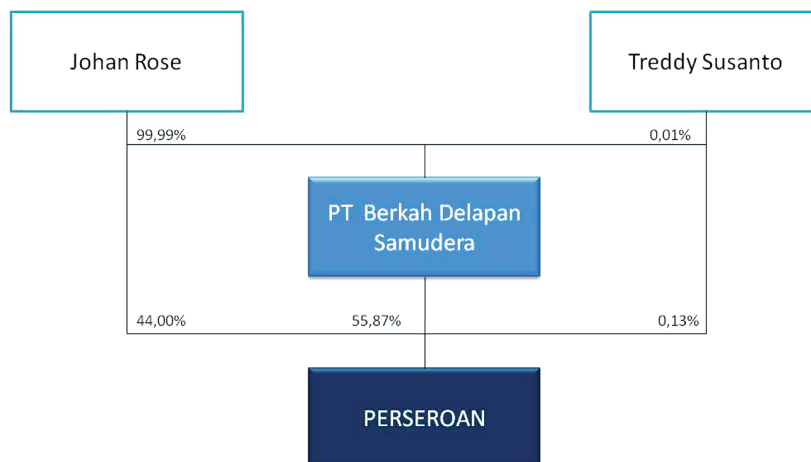 Johan Rose
Treddy Susanto
99,99%
0,01%
PT Berkah Delapan
Samudera
44,00%
55,87%
0,13%
PERSEROAN